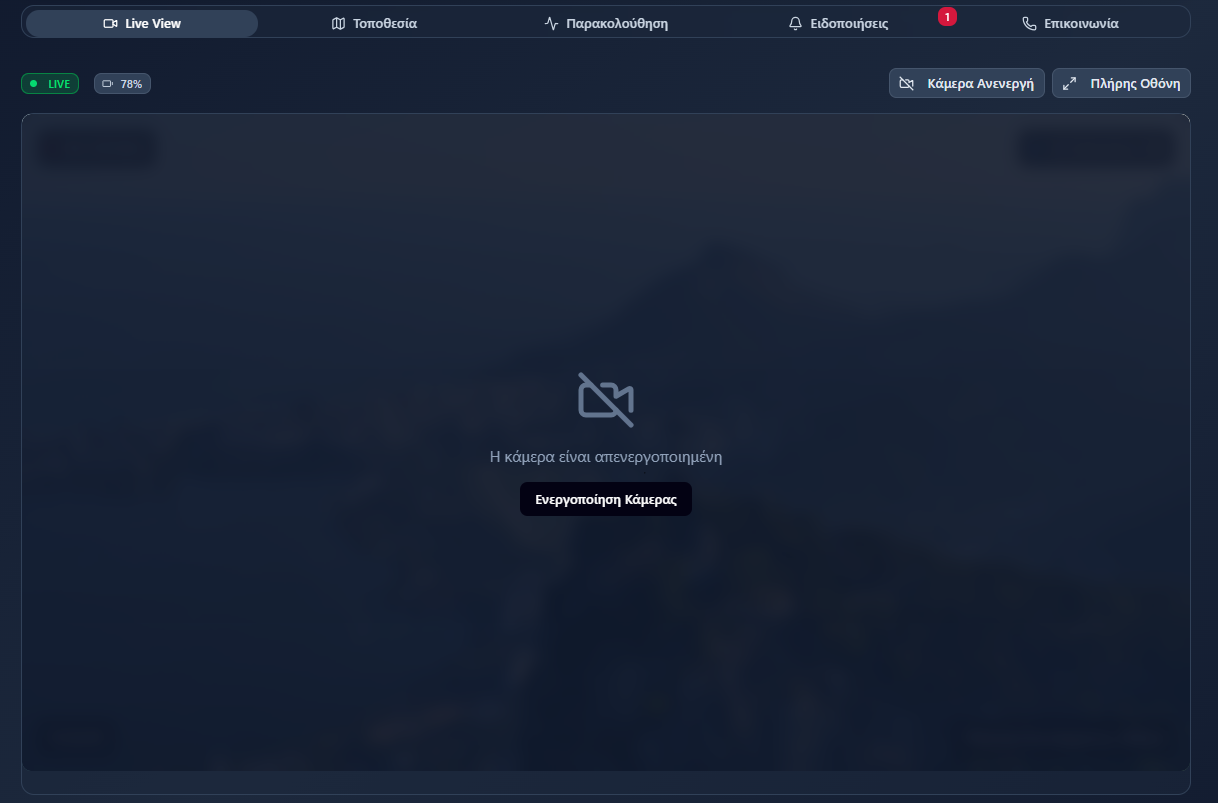 Live View
Τοποθεσία
Παρακολούθηση
Ειδοποιήσεις
1
Επικοινωνία
LIVE
78%
Κάμερα Ανενεργή
Πλήρης Οθόνη
Η κάμερα είναι απενεργοποιημένη
Ενεργοποίηση Κάμερας